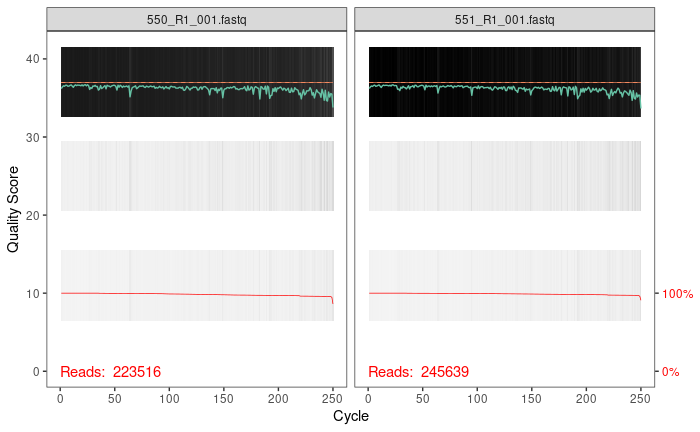 550_R1_001.fastq
551_R1_001.fastq
Quality Score
40
30
20
10
0
100%
0%
Reads: 223516
Reads: 245639
0 50 100 150 200 250
0 50 100 150 200 250
Cycle